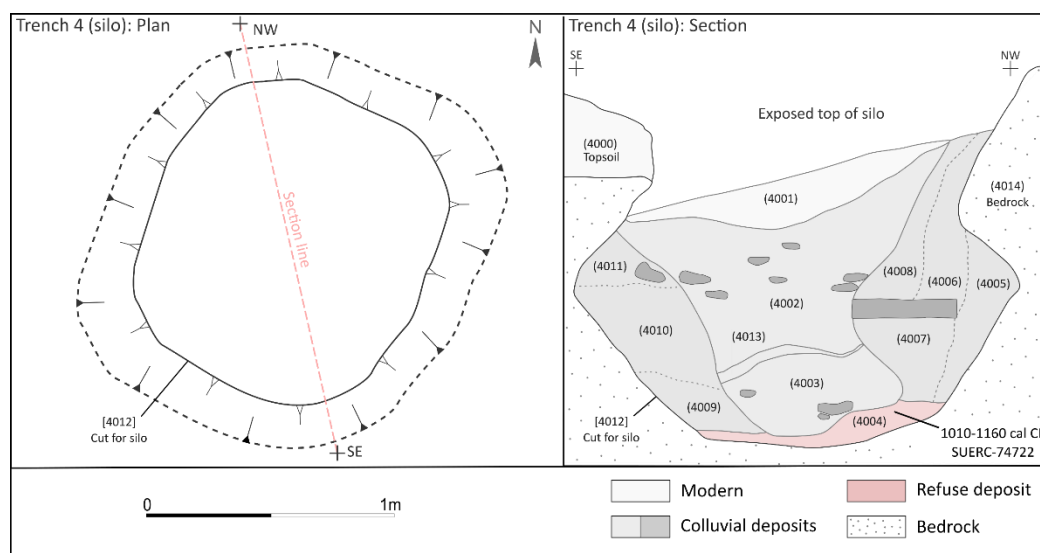 Trench 4 (silo): Plan
NW
N
Section line
[4012]
Cut for silo
SE
Trench 4 (silo): Section
SE
NW
Exposed top of silo
(4000)
Topsoil
(4001)
(4014)
Bedrock
(4011)
(4008)
(4006)
(4005)
(4002)
(4010)
(4013)
(4007)
(4003)
(4009)
(4004)
[4012]
Cut for silo
1010-1160 cal C
SUERC-74722
0
1m
Modern
Refuse deposit
Colluvial deposits
Bedrock